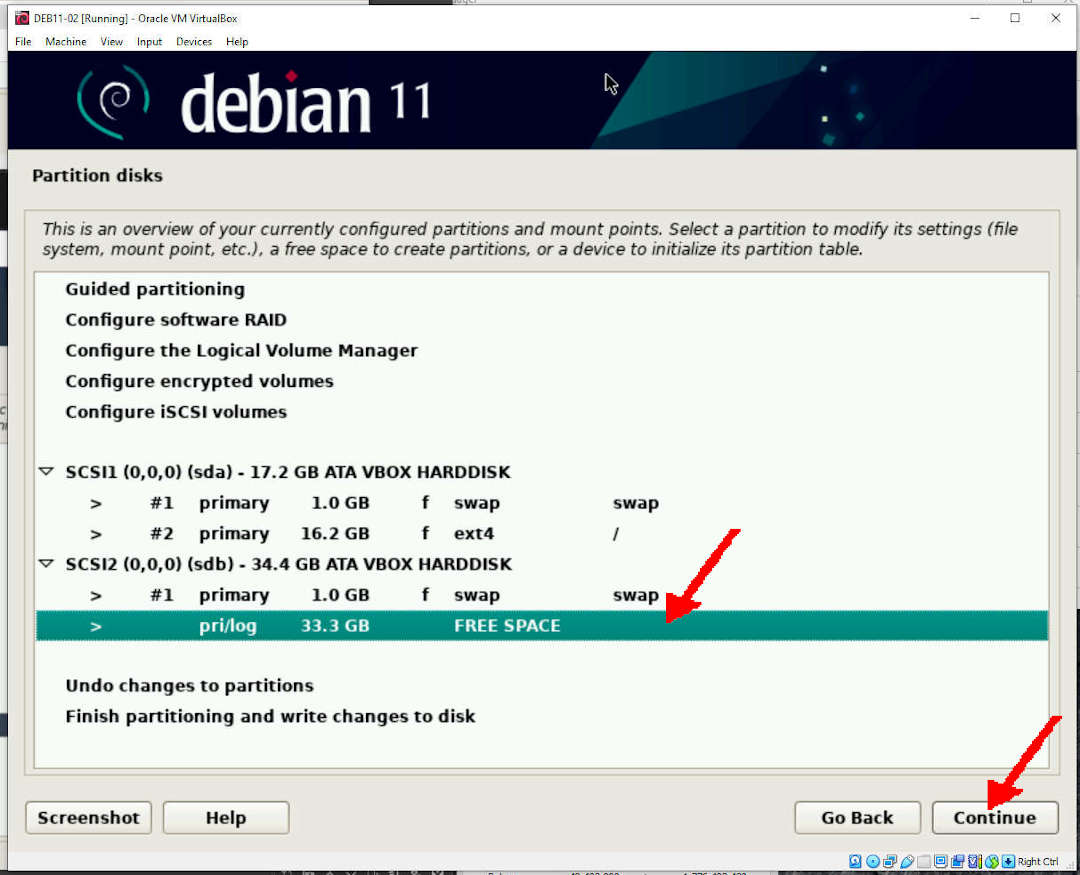 DEB11-02 [Running] - Oracle VM VirtualBox
File Machine View Input Devices Help
debian 11
Partition disks
This is an overview of your currently configured partitions and mount points. Select a partition to modify its settings (file
system, mount point, etc.), a free space to create partitions, or a device to initialize its partition table.
Guided partitioning
Configure software RAID
Configure the Logical Volume Manager
Configure encrypted volumes
Configure iSCSI volumes
SCSI1 (0,0,0) (sda) - 17.2 GB ATA VBOX HARDDISK
> #1 primary 1.0 GB f swap swap
> #2 primary 16.2 GB f ext4 /
SCSI2 (0,0,0) (sdb) - 34.4 GB ATA VBOX HARDDISK
> #1 primary 1.0 GB f swap swap
> pri/log 33.3 GB FREE SPACE
Undo changes to partitions
Finish partitioning and write changes to disk
Screenshot Help Go Back Continue
Right Ctrl